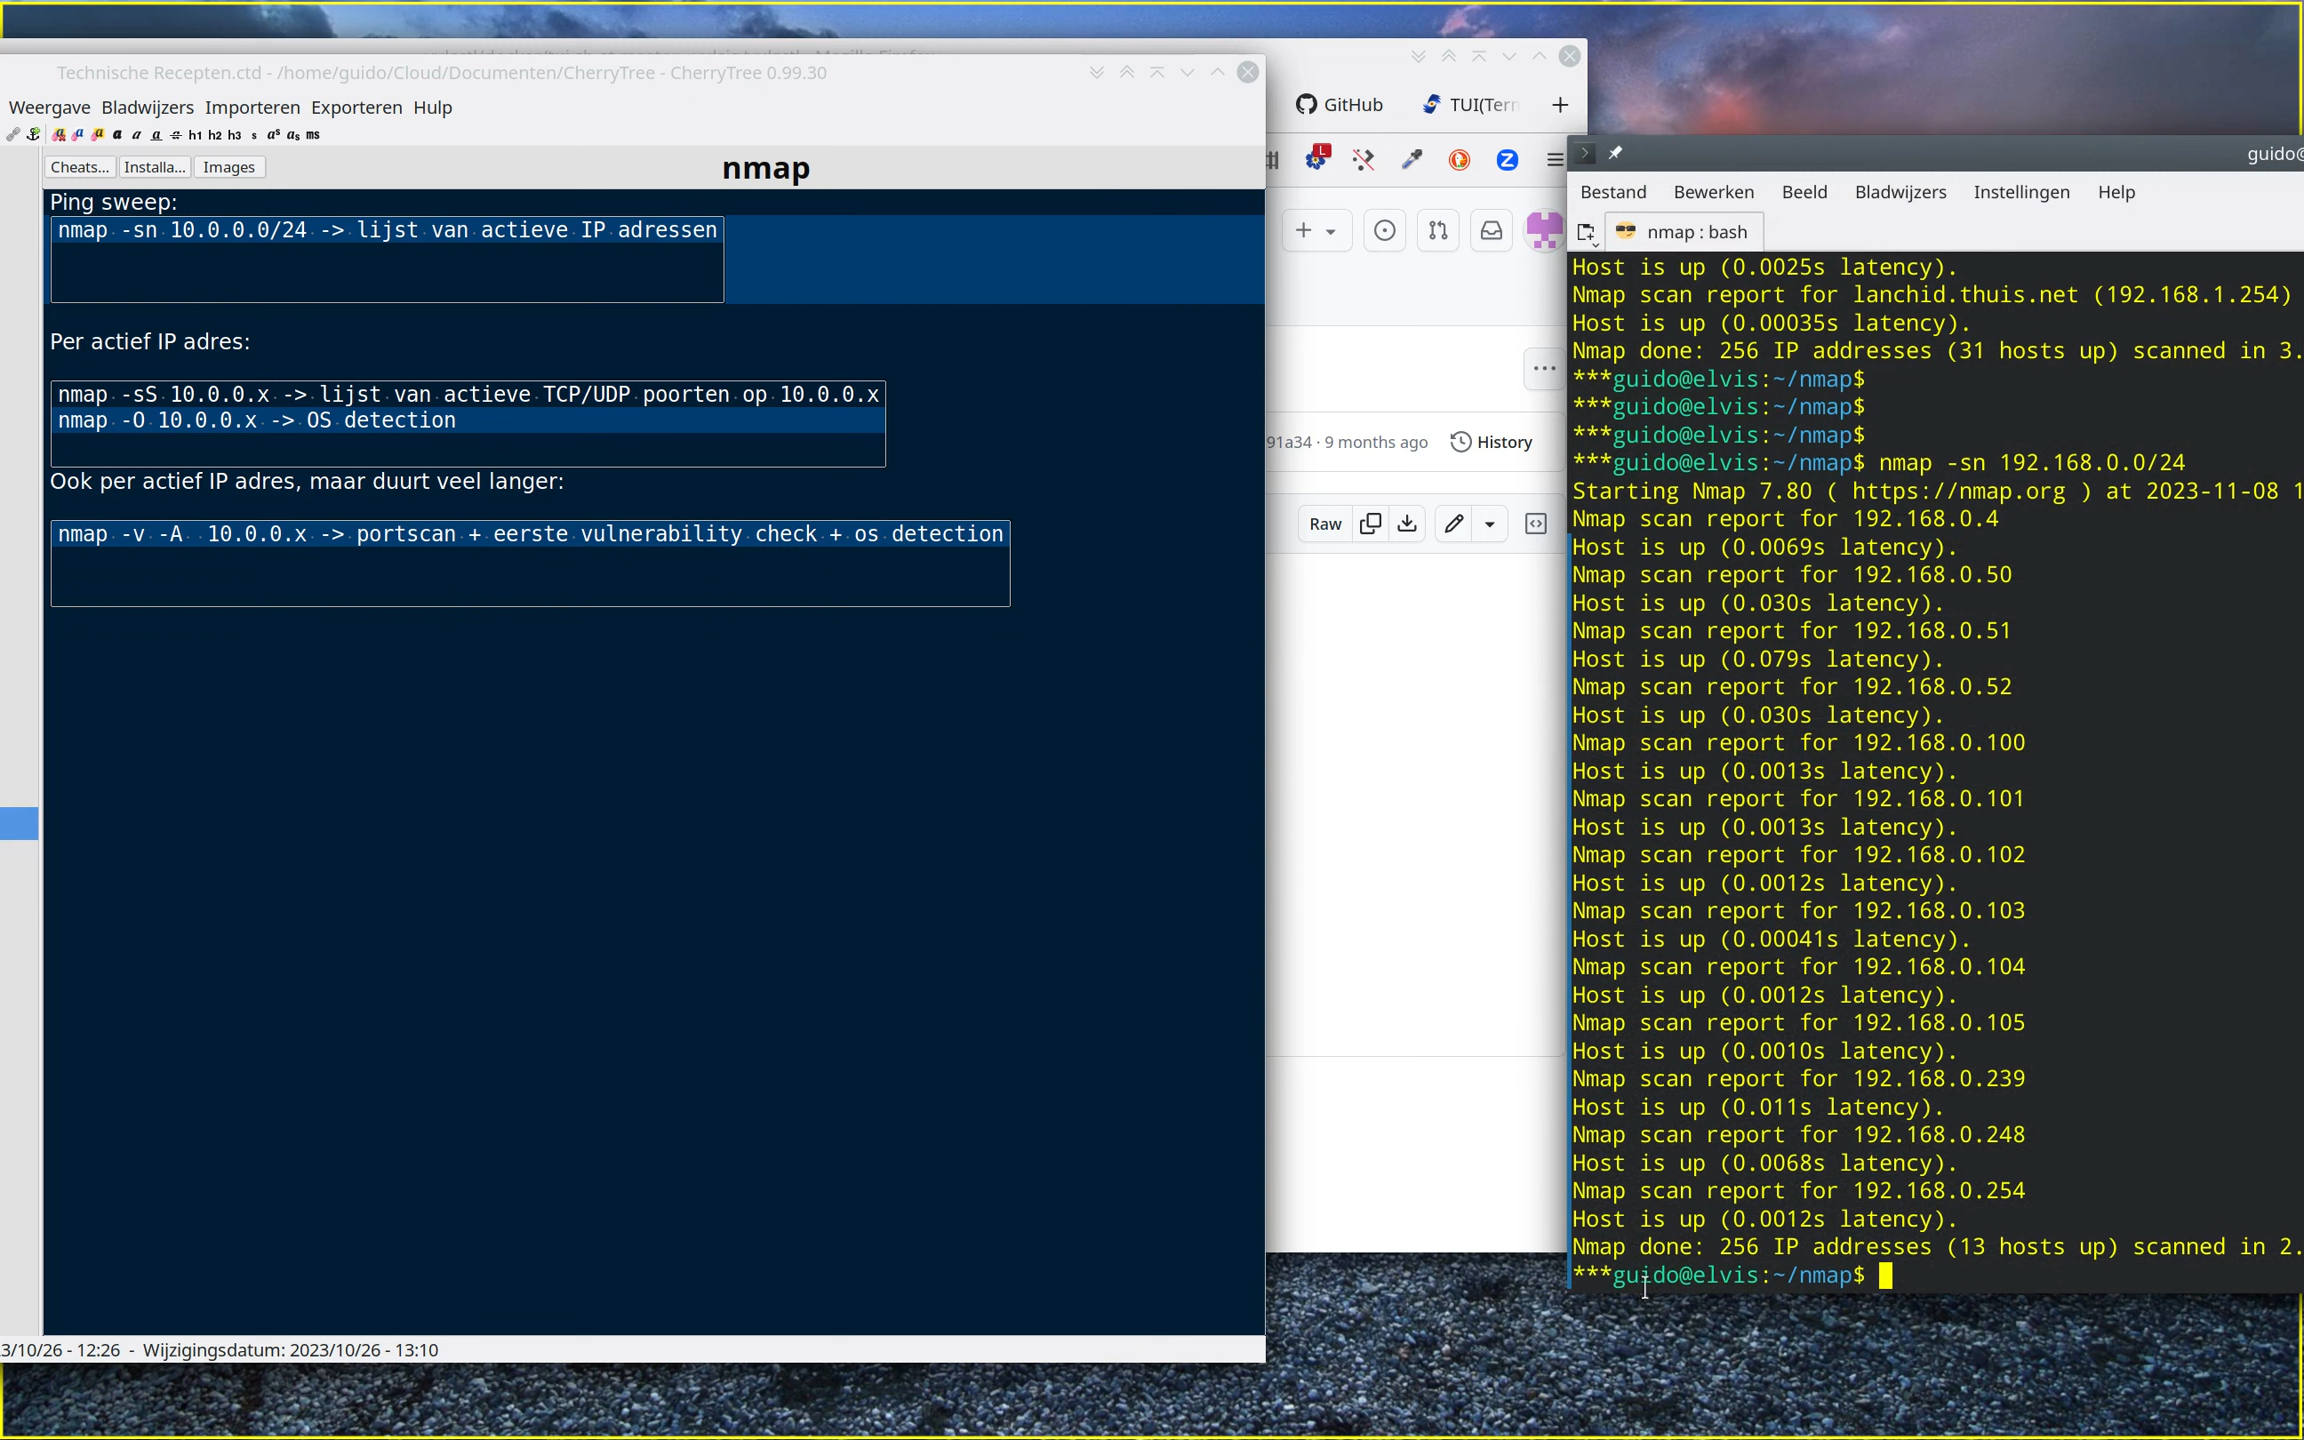 Technische Recepten.ctd - /home/guido/Cloud/Documenten/CherryTree - CherryTree 0.99.30
Weergave Bladwijzers Importeren Exporteren Hulp
a a a a a a h1 h2 h3 s as as ms
Cheats... Installa... Images
nmap
Ping sweep:
nmap -sn 10.0.0.0/24 -> lijst van actieve IP adressen
Per actief IP adres:
nmap -sS 10.0.0.x -> lijst van actieve TCP/UDP poorten op 10.0.0.x
nmap -O 10.0.0.x -> OS detection
Ook per actief IP adres, maar duurt veel langer:
nmap -v -A  10.0.0.x -> portscan + eerste vulnerability check + os detection
3/10/26 - 12:26 - Wijzigingsdatum: 2023/10/26 - 13:10
GitHub TUI(Tern
L Z
91a34 · 9 months ago History
Raw
guido@
Bestand Bewerken Beeld Bladwijzers Instellingen Help
nmap : bash
Host is up (0.0025s latency).
Nmap scan report for lanchid.thuis.net (192.168.1.254)
Host is up (0.00035s latency).
Nmap done: 256 IP addresses (31 hosts up) scanned in 3.
***guido@elvis:~/nmap$
***guido@elvis:~/nmap$
***guido@elvis:~/nmap$
***guido@elvis:~/nmap$ nmap -sn 192.168.0.0/24
Starting Nmap 7.80 ( https://nmap.org ) at 2023-11-08 1
Nmap scan report for 192.168.0.4
Host is up (0.0069s latency).
Nmap scan report for 192.168.0.50
Host is up (0.030s latency).
Nmap scan report for 192.168.0.51
Host is up (0.079s latency).
Nmap scan report for 192.168.0.52
Host is up (0.030s latency).
Nmap scan report for 192.168.0.100
Host is up (0.0013s latency).
Nmap scan report for 192.168.0.101
Host is up (0.0013s latency).
Nmap scan report for 192.168.0.102
Host is up (0.0012s latency).
Nmap scan report for 192.168.0.103
Host is up (0.00041s latency).
Nmap scan report for 192.168.0.104
Host is up (0.0012s latency).
Nmap scan report for 192.168.0.105
Host is up (0.0010s latency).
Nmap scan report for 192.168.0.239
Host is up (0.011s latency).
Nmap scan report for 192.168.0.248
Host is up (0.0068s latency).
Nmap scan report for 192.168.0.254
Host is up (0.0012s latency).
Nmap done: 256 IP addresses (13 hosts up) scanned in 2.
***guido@elvis:~/nmap$